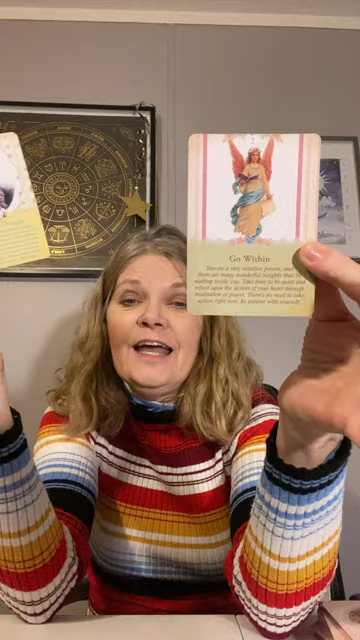 Go Within
You are a very intuitive person, and
there are many wonderful insights that
waiting inside you. Take time to be quiet and
reflect upon the desires of your heart through
meditation or prayer. There's no need to take
action right now. Be patient with yourself!